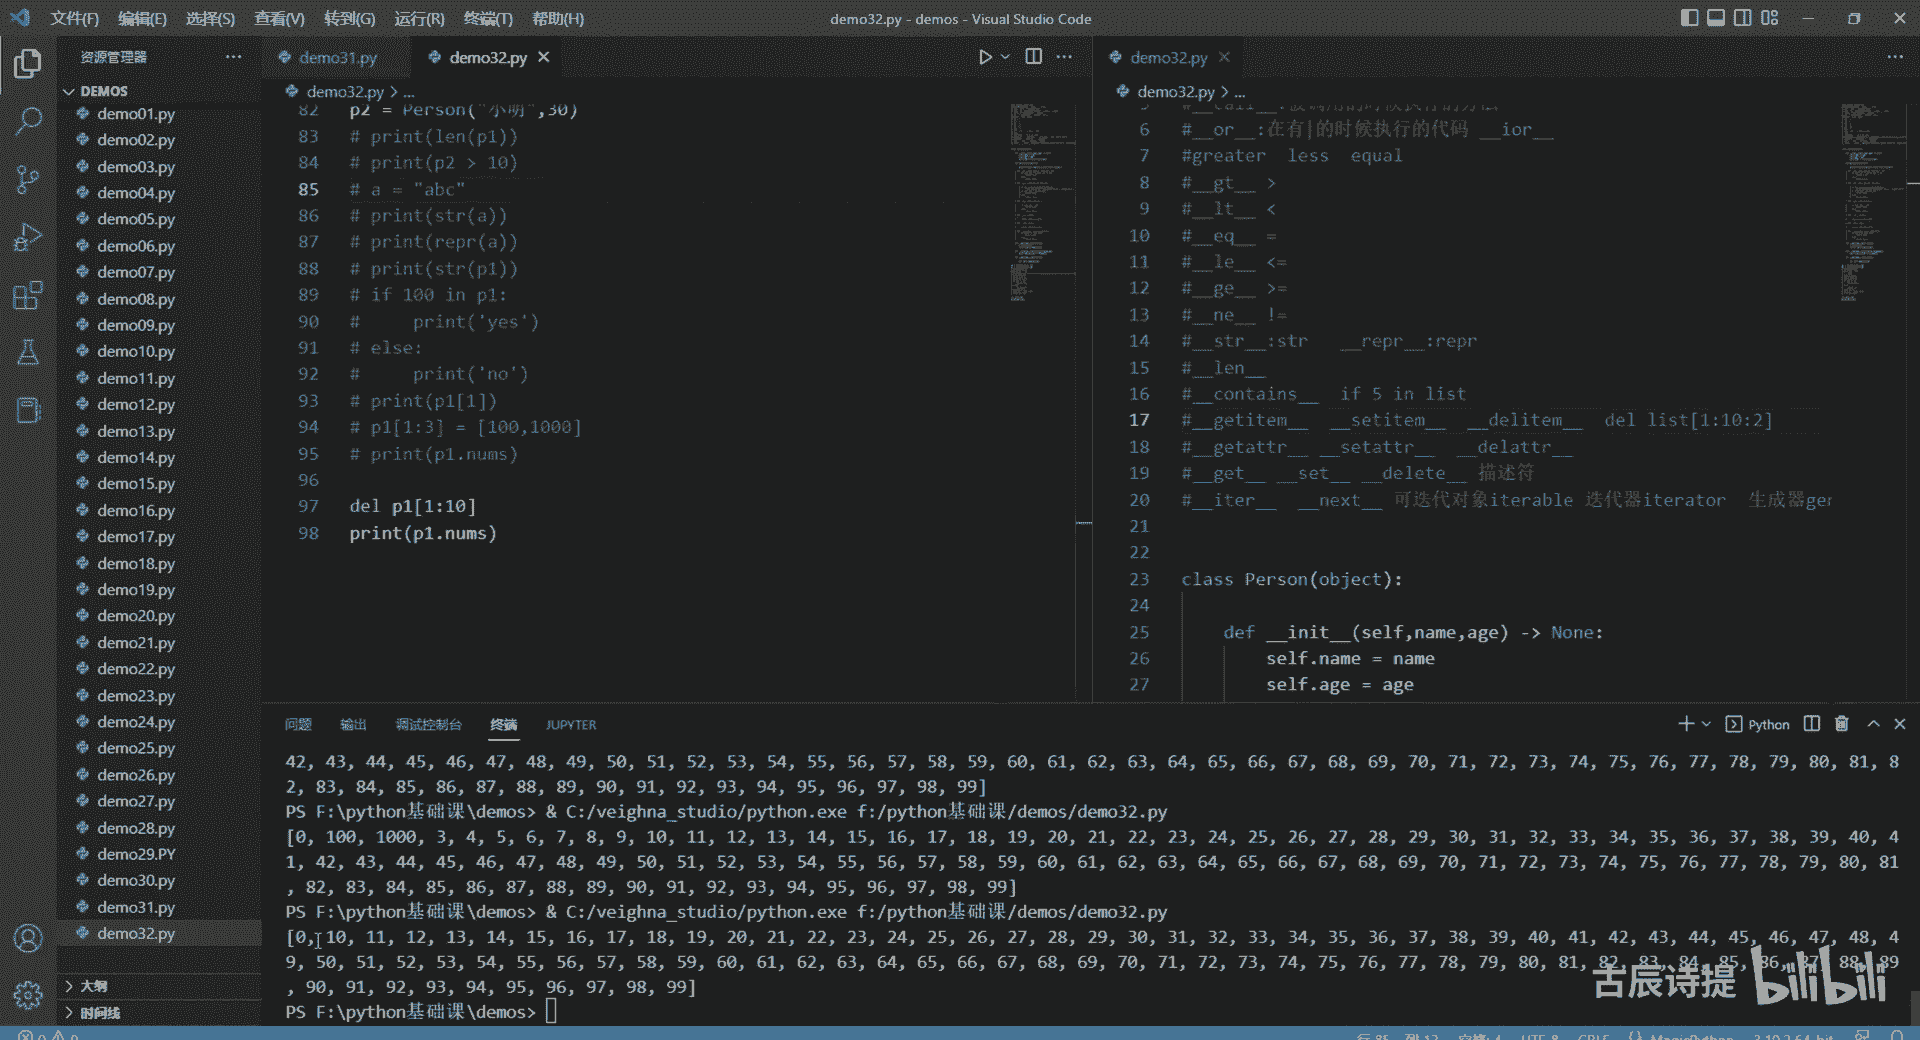 文件(F) 编辑(E) 选择(S) 查看(V) 转到(G) 运行(R) 终端(T) 帮助(H)
demo32.py - demos - Visual Studio Code
资源管理器
DEMOS
demo01.py
demo02.py
demo03.py
demo04.py
demo05.py
demo06.py
demo07.py
demo08.py
demo09.py
demo10.py
demo11.py
demo12.py
demo13.py
demo14.py
demo15.py
demo16.py
demo17.py
demo18.py
demo19.py
demo20.py
demo21.py
demo22.py
demo23.py
demo24.py
demo25.py
demo26.py
demo27.py
demo28.py
demo29.PY
demo30.py
demo31.py
demo32.py
大纲
时间线
demo31.py demo32.py
demo32.py > ...
82 p2 = Person("小明",30)
83 # print(len(p1))
84 # print(p2 > 10)
85 # a = "abc"
86 # print(str(a))
87 # print(repr(a))
88 # print(str(p1))
89 # if 100 in p1:
90 #     print('yes')
91 # else:
92 #     print('no')
93 # print(p1[1])
94 # p1[1:3] = [100,1000]
95 # print(p1.nums)
96
97 del p1[1:10]
98 print(p1.nums)
demo32.py
demo32.py > ...
#__call__:被调用的时候执行的方法
6 #__or__:在有|的时候执行的代码 __ior__
7 #greater less equal
8 #__gt__ >
9 #__lt__ <
10 #__eq__ =
11 #__le__ <=
12 #__ge__ >=
13 #__ne__ !=
14 #__str__:str __repr__:repr
15 #__len__
16 #__contains__ if 5 in list
17 #__getitem__ __setitem__ __delitem__ del list[1:10:2]
18 #__getattr__ __setattr__ __delattr__
19 #__get__ __set__ __delete__ 描述符
20 #__iter__ __next__ 可迭代对象iterable 迭代器iterator 生成器ger
21
22
23 class Person(object):
24
25 def __init__(self,name,age) -> None:
26 self.name = name
27 self.age = age
问题 输出 调试控制台 终端 JUPYTER
Python
42, 43, 44, 45, 46, 47, 48, 49, 50, 51, 52, 53, 54, 55, 56, 57, 58, 59, 60, 61, 62, 63, 64, 65, 66, 67, 68, 69, 70, 71, 72, 73, 74, 75, 76, 77, 78, 79, 80, 81, 8
2, 83, 84, 85, 86, 87, 88, 89, 90, 91, 92, 93, 94, 95, 96, 97, 98, 99]
PS F:\python基础课\demos> & C:/veighna_studio/python.exe f:/python基础课/demos/demo32.py
[0, 100, 1000, 3, 4, 5, 6, 7, 8, 9, 10, 11, 12, 13, 14, 15, 16, 17, 18, 19, 20, 21, 22, 23, 24, 25, 26, 27, 28, 29, 30, 31, 32, 33, 34, 35, 36, 37, 38, 39, 40, 4
1, 42, 43, 44, 45, 46, 47, 48, 49, 50, 51, 52, 53, 54, 55, 56, 57, 58, 59, 60, 61, 62, 63, 64, 65, 66, 67, 68, 69, 70, 71, 72, 73, 74, 75, 76, 77, 78, 79, 80, 81
, 82, 83, 84, 85, 86, 87, 88, 89, 90, 91, 92, 93, 94, 95, 96, 97, 98, 99]
PS F:\python基础课\demos> & C:/veighna_studio/python.exe f:/python基础课/demos/demo32.py
[0, 10, 11, 12, 13, 14, 15, 16, 17, 18, 19, 20, 21, 22, 23, 24, 25, 26, 27, 28, 29, 30, 31, 32, 33, 34, 35, 36, 37, 38, 39, 40, 41, 42, 43, 44, 45, 46, 47, 48, 4
9, 50, 51, 52, 53, 54, 55, 56, 57, 58, 59, 60, 61, 62, 63, 64, 65, 66, 67, 68, 69, 70, 71, 72, 73, 74, 75, 76, 77, 78, 79, 80, 81, 82, 83, 84, 85, 86, 87, 88, 89
, 90, 91, 92, 93, 94, 95, 96, 97, 98, 99]
PS F:\python基础课\demos>
古辰诗提 bilibili